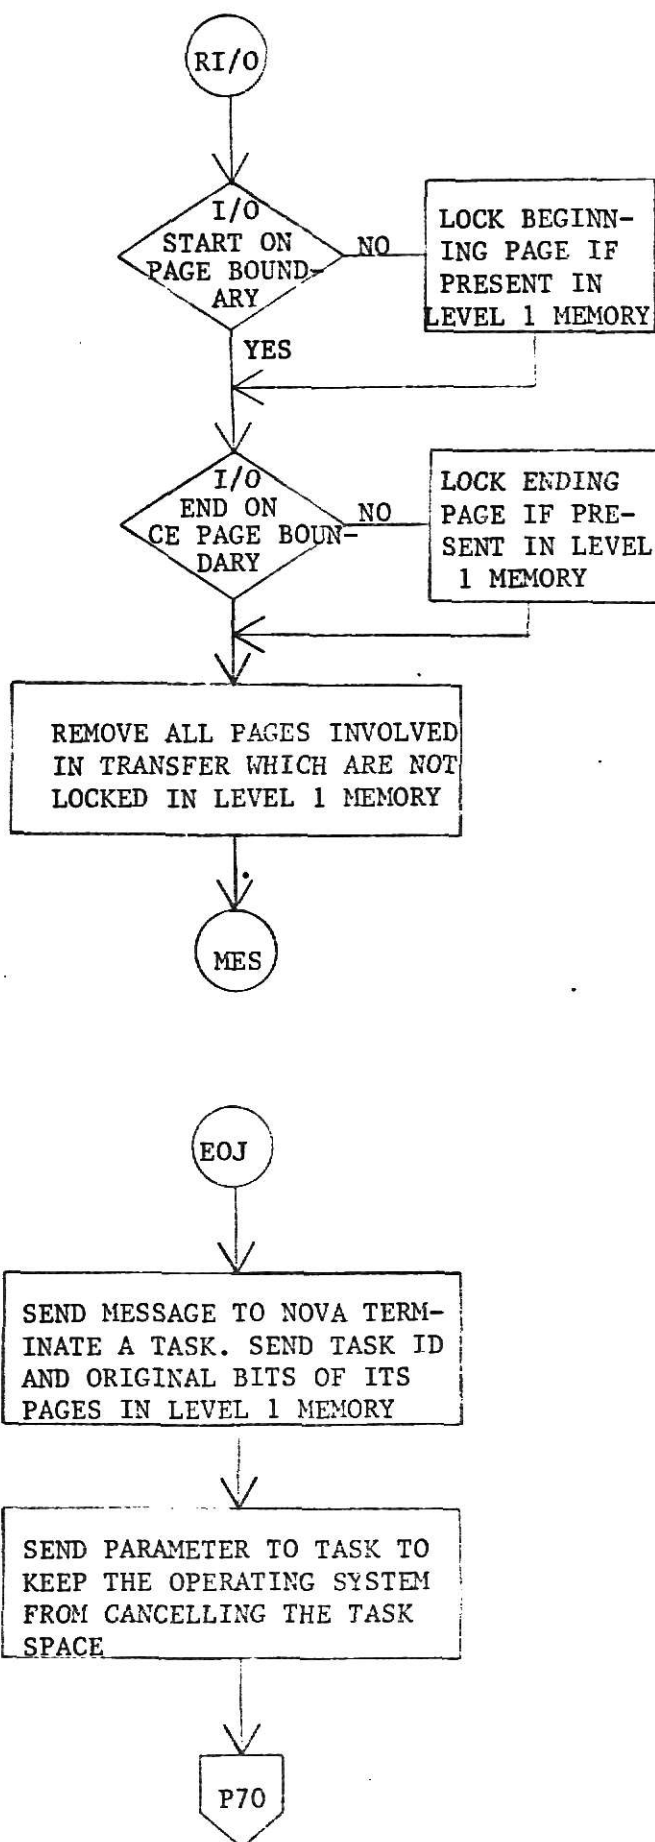 RI/O
I/O
START ON
PAGE BOUND-
ARY
NO
LOCK BEGINN-
ING PAGE IF
PRESENT IN
LEVEL 1 MEMORY
YES
I/O
END ON
CE PAGE BOUN-
DARY
NO
LOCK ENDING
PAGE IF PRE-
SENT IN LEVEL
1 MEMORY
REMOVE ALL PAGES INVOLVED
IN TRANSFER WHICH ARE NOT
LOCKED IN LEVEL 1 MEMORY
MES
EOJ
SEND MESSAGE TO NOVA TERM-
INATE A TASK. SEND TASK ID
AND ORIGINAL BITS OF ITS
PAGES IN LEVEL 1 MEMORY
SEND PARAMETER TO TASK TO
KEEP THE OPERATING SYSTEM
FROM CANCELLING THE TASK
SPACE
P70